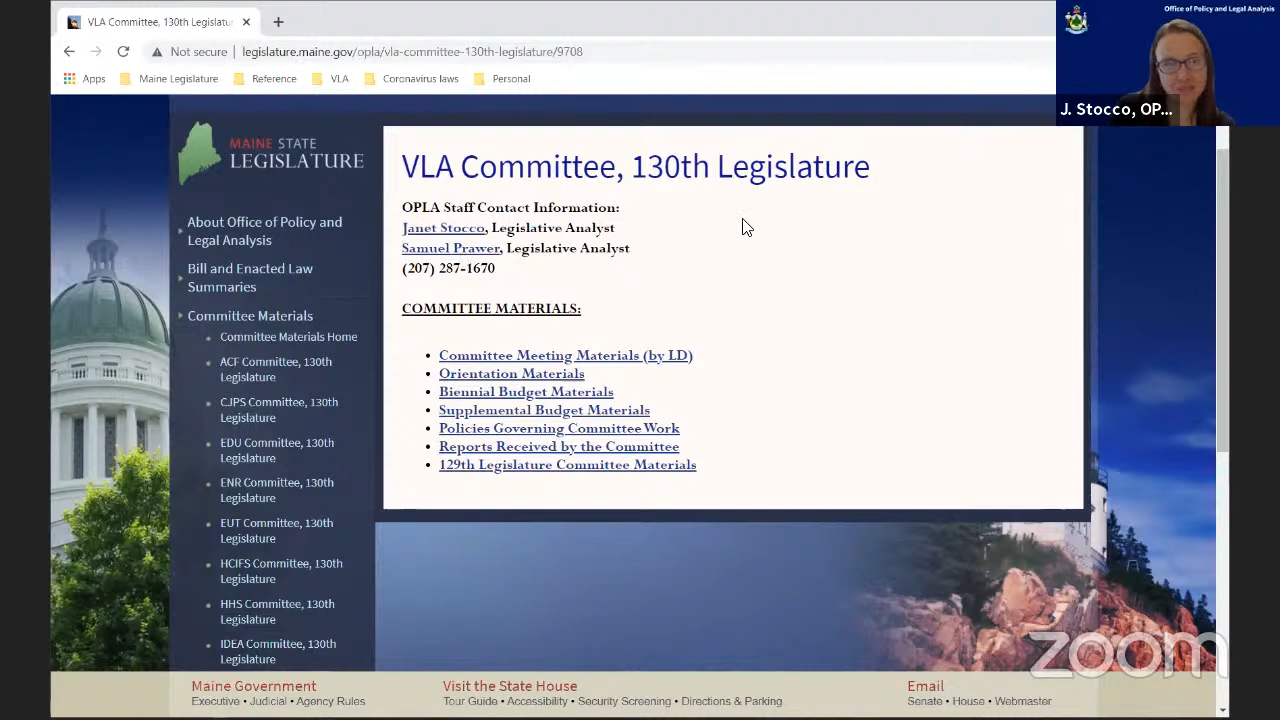 VLA Committee, 130th Legislatur
Office of Policy and Legal Analysis
Not secure | legislature.maine.gov/opla/vla-committee-130th-legislature/9708
Apps Maine Legislature Reference VLA Coronavirus laws Personal
J. Stocco, OP...
MAINE STATE
LEGISLATURE
About Office of Policy and
Legal Analysis
Bill and Enacted Law
Summaries
Committee Materials
Committee Materials Home
ACF Committee, 130th
Legislature
CJPS Committee, 130th
Legislature
EDU Committee, 130th
Legislature
ENR Committee, 130th
Legislature
EUT Committee, 130th
Legislature
HCIFS Committee, 130th
Legislature
HHS Committee, 130th
Legislature
IDEA Committee, 130th
Legislature
VLA Committee, 130th Legislature
OPLA Staff Contact Information:
Janet Stocco, Legislative Analyst
Samuel Prawer, Legislative Analyst
(207) 287-1670
COMMITTEE MATERIALS:
• Committee Meeting Materials (by LD)
• Orientation Materials
• Biennial Budget Materials
• Supplemental Budget Materials
• Policies Governing Committee Work
• Reports Received by the Committee
• 129th Legislature Committee Materials
zoom
Maine Government
Executive • Judicial • Agency Rules
Visit the State House
Tour Guide • Accessibility • Security Screening • Directions & Parking
Email
Senate • House • Webmaster